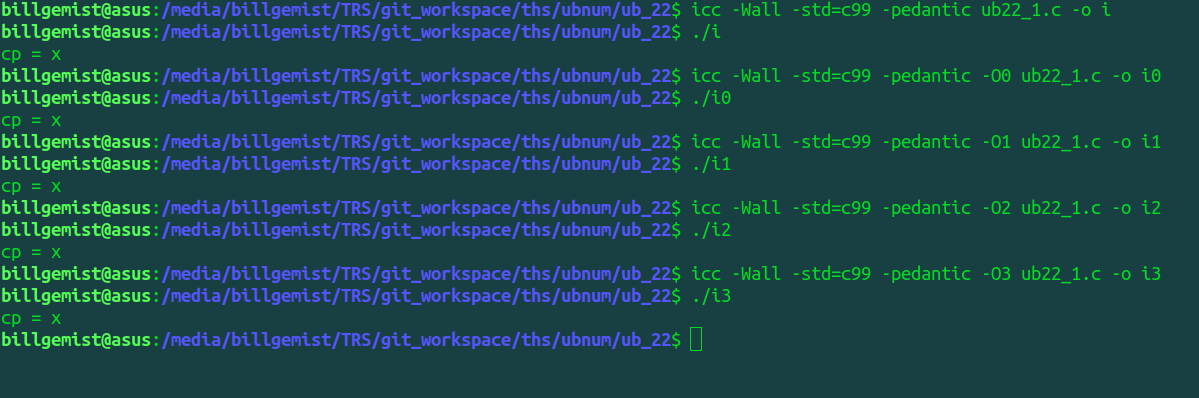 billgemist@asus:/media/billgemist/TRS/git_workspace/ths/ubnum/ub_22$ icc -Wall -std=c99 -pedantic ub22_1.c -o i
billgemist@asus:/media/billgemist/TRS/git_workspace/ths/ubnum/ub_22$ ./i
cp = x
billgemist@asus:/media/billgemist/TRS/git_workspace/ths/ubnum/ub_22$ icc -Wall -std=c99 -pedantic -O0 ub22_1.c -o i0
billgemist@asus:/media/billgemist/TRS/git_workspace/ths/ubnum/ub_22$ ./i0
cp = x
billgemist@asus:/media/billgemist/TRS/git_workspace/ths/ubnum/ub_22$ icc -Wall -std=c99 -pedantic -O1 ub22_1.c -o i1
billgemist@asus:/media/billgemist/TRS/git_workspace/ths/ubnum/ub_22$ ./i1
cp = x
billgemist@asus:/media/billgemist/TRS/git_workspace/ths/ubnum/ub_22$ icc -Wall -std=c99 -pedantic -O2 ub22_1.c -o i2
billgemist@asus:/media/billgemist/TRS/git_workspace/ths/ubnum/ub_22$ ./i2
cp = x
billgemist@asus:/media/billgemist/TRS/git_workspace/ths/ubnum/ub_22$ icc -Wall -std=c99 -pedantic -O3 ub22_1.c -o i3
billgemist@asus:/media/billgemist/TRS/git_workspace/ths/ubnum/ub_22$ ./i3
cp = x
billgemist@asus:/media/billgemist/TRS/git_workspace/ths/ubnum/ub_22$